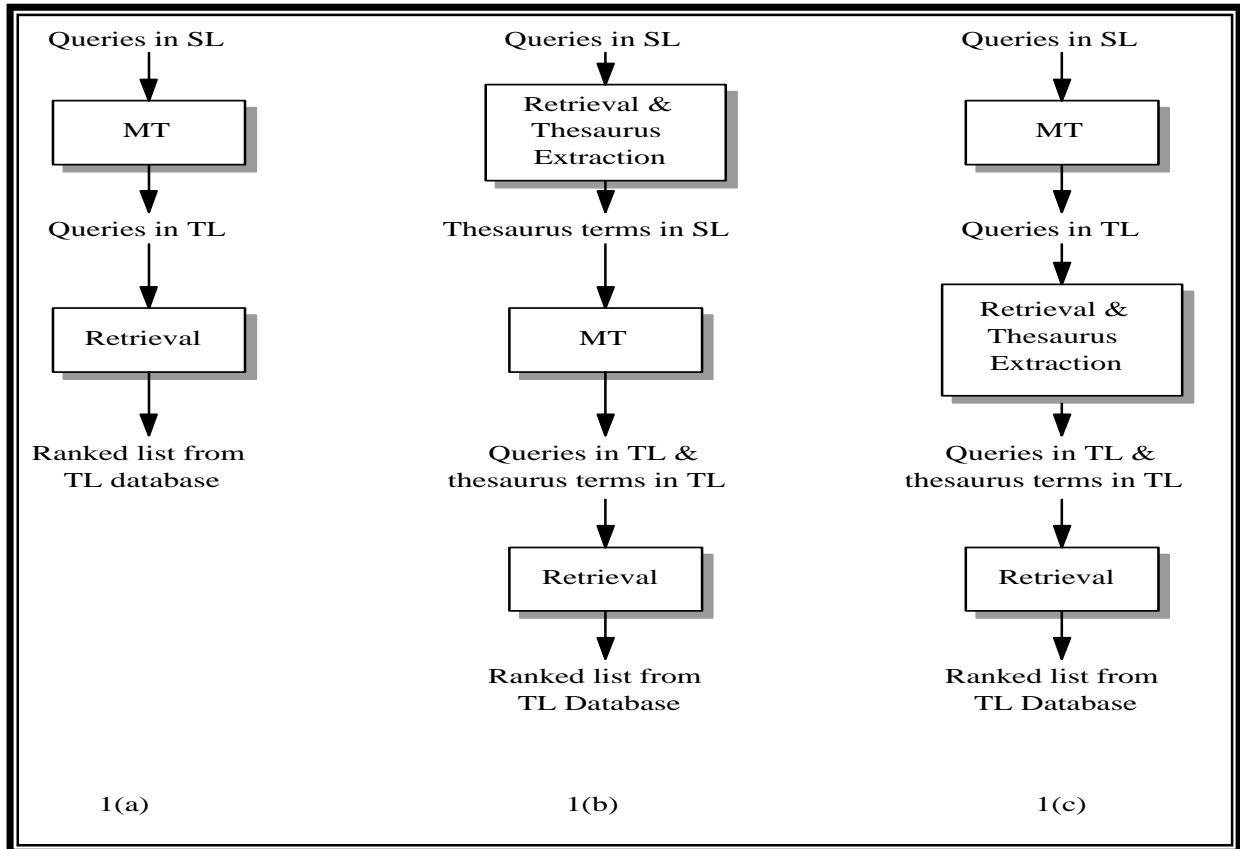 Queries in SL
MT
Queries in TL
Retrieval
Ranked list from
TL database
1(a)
Queries in SL
Retrieval &
Thesaurus
Extraction
Thesaurus terms in SL
MT
Queries in TL &
thesaurus terms in TL
Retrieval
Ranked list from
TL Database
1(b)
Queries in SL
MT
Queries in TL
Retrieval &
Thesaurus
Extraction
Queries in TL &
thesaurus terms in TL
Retrieval
Ranked list from
TL Database
1(c)